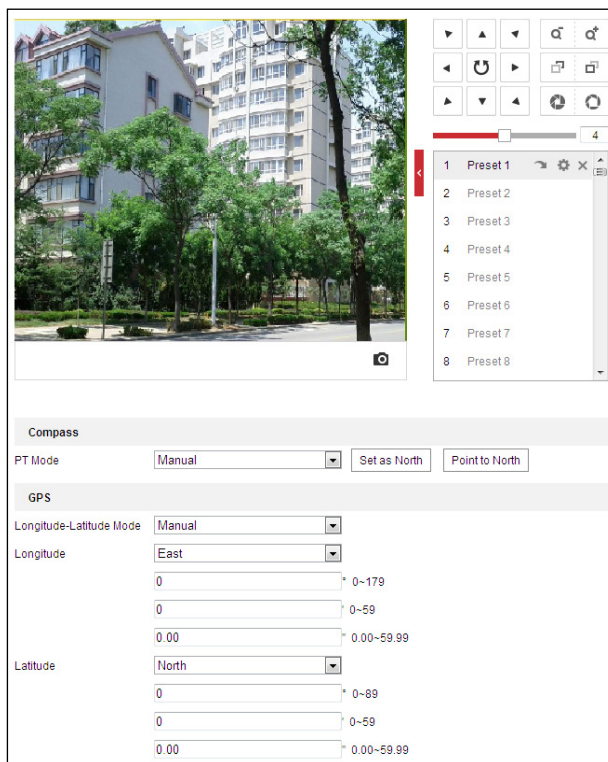 4
1 Preset 1
2 Preset 2
3 Preset 3
4 Preset 4
5 Preset 5
6 Preset 6
7 Preset 7
8 Preset 8
Compass
PT Mode Manual Set as North Point to North
GPS
Longitude-Latitude Mode Manual
Longitude East
0 ° 0~179
0 ' 0~59
0.00 " 0.00~59.99
Latitude North
0 ° 0~89
0 ' 0~59
0.00 " 0.00~59.99